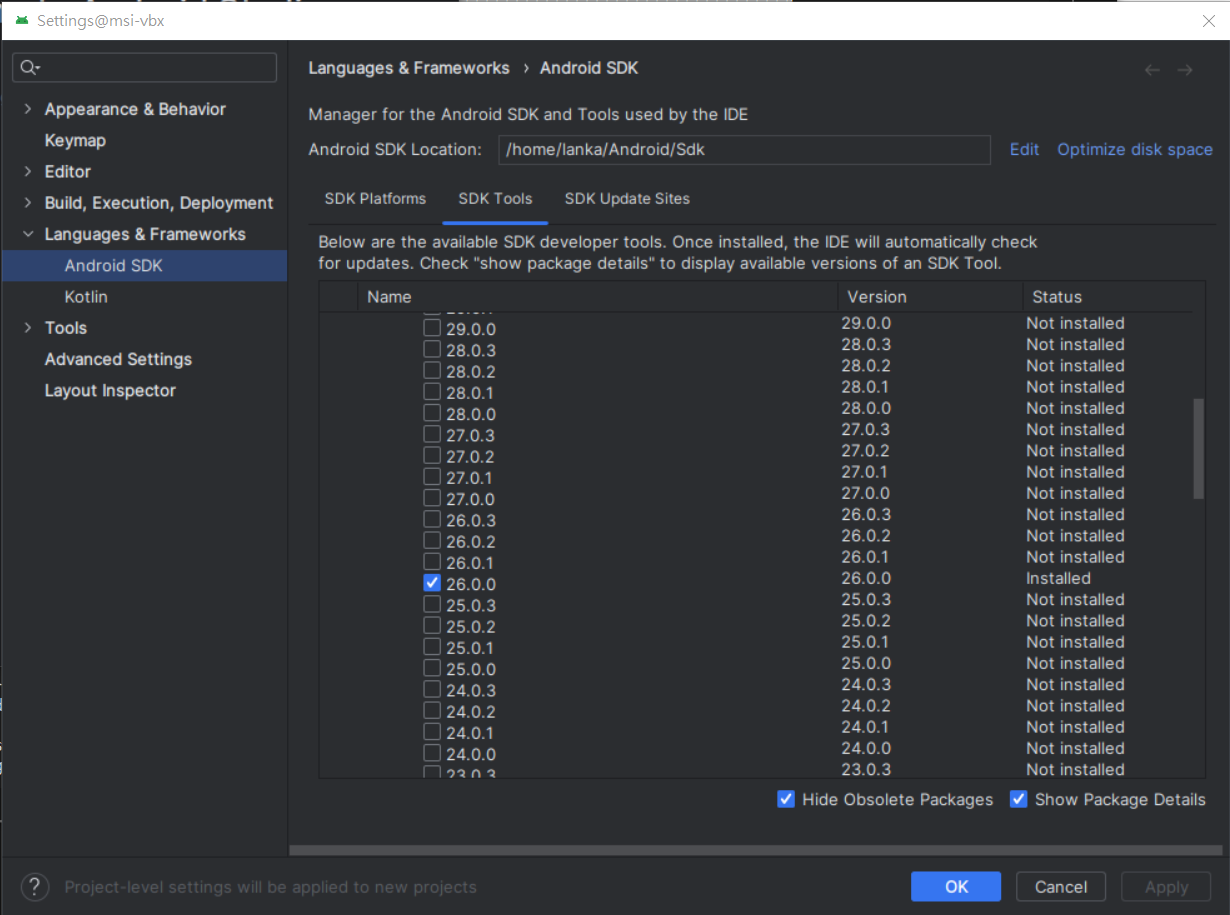 Settings@msi-vbx
Languages & Frameworks › Android SDK
Appearance & Behavior
Keymap
Editor
Build, Execution, Deployment
Languages & Frameworks
Android SDK
Kotlin
Tools
Advanced Settings
Layout Inspector
Manager for the Android SDK and Tools used by the IDE
Android SDK Location: /home/lanka/Android/Sdk Edit Optimize disk space
SDK Platforms SDK Tools SDK Update Sites
Below are the available SDK developer tools. Once installed, the IDE will automatically check
for updates. Check "show package details" to display available versions of an SDK Tool.
Name Version Status
29.0.0 29.0.0 Not installed
28.0.3 28.0.3 Not installed
28.0.2 28.0.2 Not installed
28.0.1 28.0.1 Not installed
28.0.0 28.0.0 Not installed
27.0.3 27.0.3 Not installed
27.0.2 27.0.2 Not installed
27.0.1 27.0.1 Not installed
27.0.0 27.0.0 Not installed
26.0.3 26.0.3 Not installed
26.0.2 26.0.2 Not installed
26.0.1 26.0.1 Not installed
26.0.0 26.0.0 Installed
25.0.3 25.0.3 Not installed
25.0.2 25.0.2 Not installed
25.0.1 25.0.1 Not installed
25.0.0 25.0.0 Not installed
24.0.3 24.0.3 Not installed
24.0.2 24.0.2 Not installed
24.0.1 24.0.1 Not installed
24.0.0 24.0.0 Not installed
23.0.3 23.0.3 Not installed
Hide Obsolete Packages Show Package Details
? Project-level settings will be applied to new projects
OK Cancel Apply